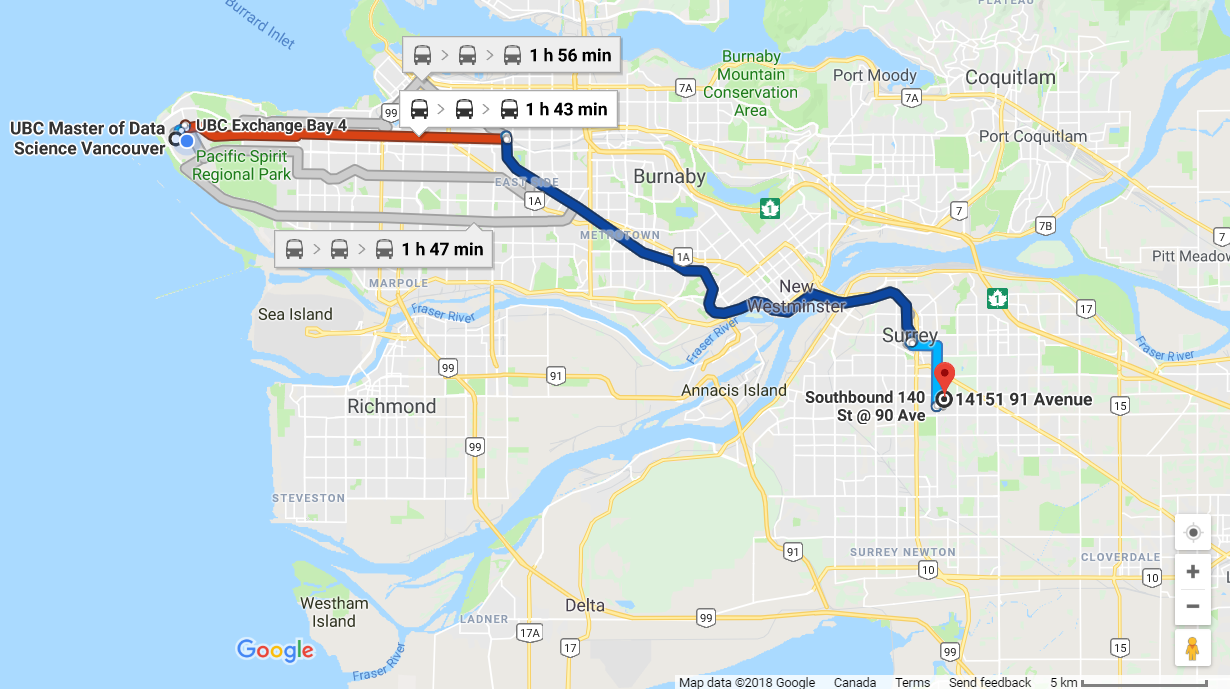 PLATEAU
Burrard Inlet
1 h 56 min
Burnaby
Mountain
Conservation
Area
Port Moody
Coquitlam
7A
7A
99
1 h 43 min
UBC Master of Data
Science Vancouver
UBC Exchange Bay 4
Port Coquitlam
Pacific Spirit
Regional Park
EAST SIDE
Burnaby
1A
1
7
7B
7
METROTOWN
1 h 47 min
1A
Pitt Meadow
MARPOLE
New
Westminster
1
17
Sea Island
Fraser River
Fraser River
Surrey
Fraser River
99
91
Annacis Island
Southbound 140
St @ 90 Ave
14151 91 Avenue
Richmond
15
99
STEVESTON
91
SURREY NEWTON
CLOVERDALE
10
10
Westham
Island
Delta
LADNER
99
17A
17
99
15
Google
Fraser River
Map data ©2018 Google
Canada
Terms
Send feedback
5 km